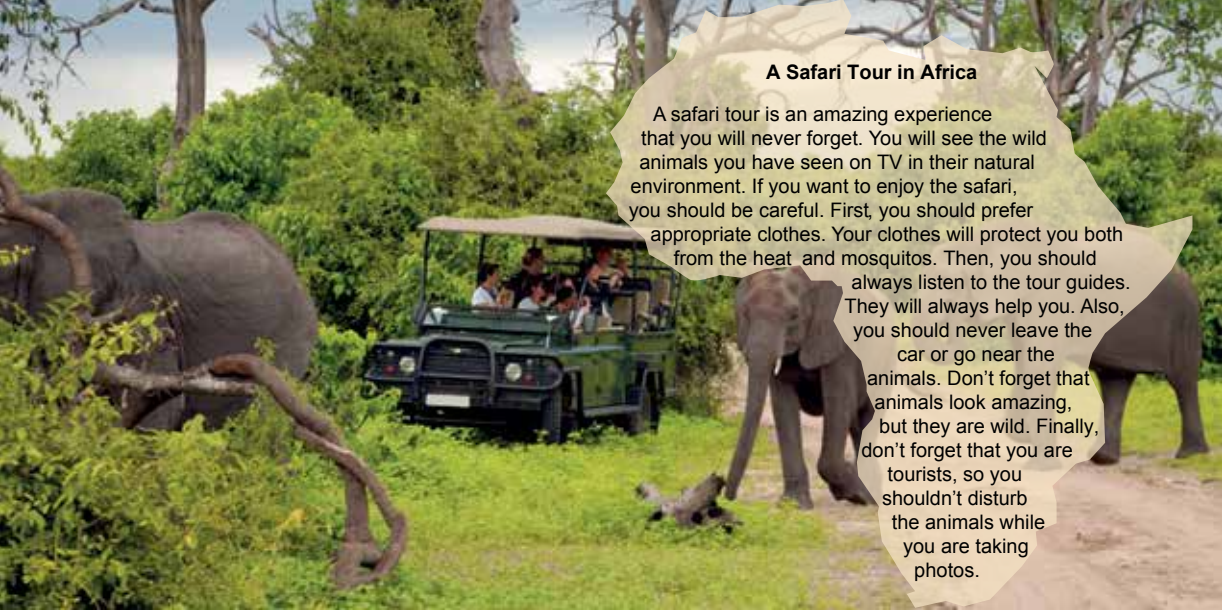 A Safari Tour in Africa
A safari tour is an amazing experience
that you will never forget. You will see the wild
animals you have seen on TV in their natural
environment. If you want to enjoy the safari,
you should be careful. First, you should prefer
appropriate clothes. Your clothes will protect you both
from the heat and mosquitos. Then, you should
always listen to the tour guides.
They will always help you. Also,
you should never leave the
car or go near the
animals. Don’t forget that
animals look amazing,
but they are wild. Finally,
don’t forget that you are
tourists, so you
shouldn’t disturb
the animals while
you are taking
photos.